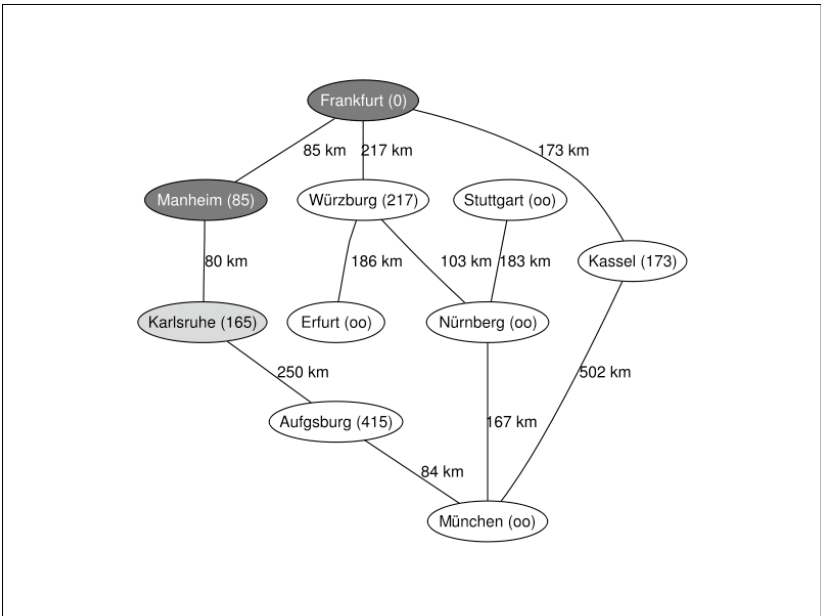 Frankfurt (0)
85 km
217 km
173 km
Manheim (85)
Würzburg (217)
Stuttgart (oo)
80 km
186 km
103 km
183 km
Kassel (173)
Karlsruhe (165)
Erfurt (oo)
Nürnberg (oo)
250 km
502 km
Aufgsburg (415)
167 km
84 km
München (oo)